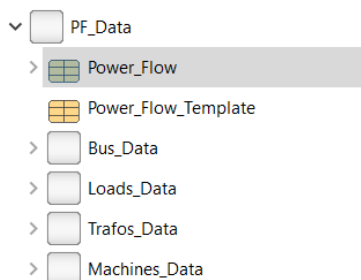 PF_Data
Power_Flow
Power_Flow_Template
Bus_Data
Loads_Data
Trafos_Data
Machines_Data